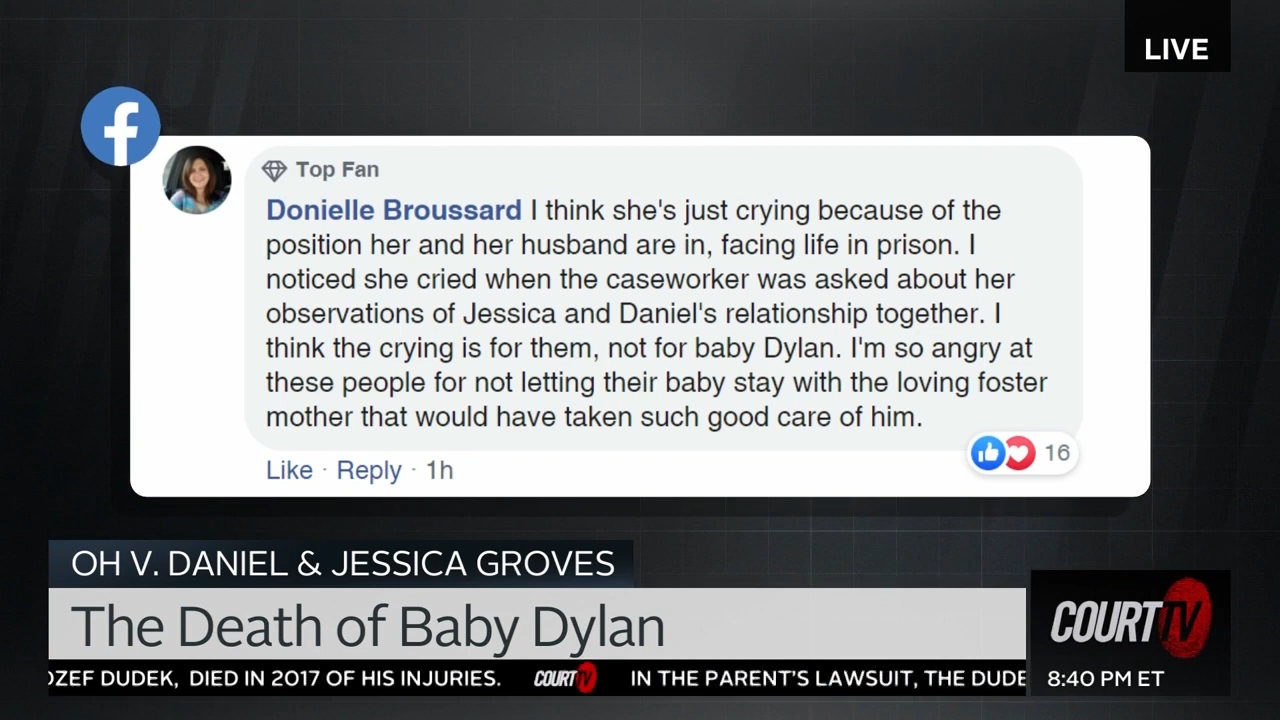 LIVE
f
Top Fan
Donielle Broussard I think she's just crying because of the
position her and her husband are in, facing life in prison. I
noticed she cried when the caseworker was asked about her
observations of Jessica and Daniel's relationship together. I
think the crying is for them, not for baby Dylan. I'm so angry at
these people for not letting their baby stay with the loving foster
mother that would have taken such good care of him.
16
Like · Reply · 1h
OH V. DANIEL & JESSICA GROVES
The Death of Baby Dylan
COURT TV
OZEF DUDEK, DIED IN 2017 OF HIS INJURIES. COURT TV IN THE PARENT'S LAWSUIT, THE DUDE
8:40 PM ET